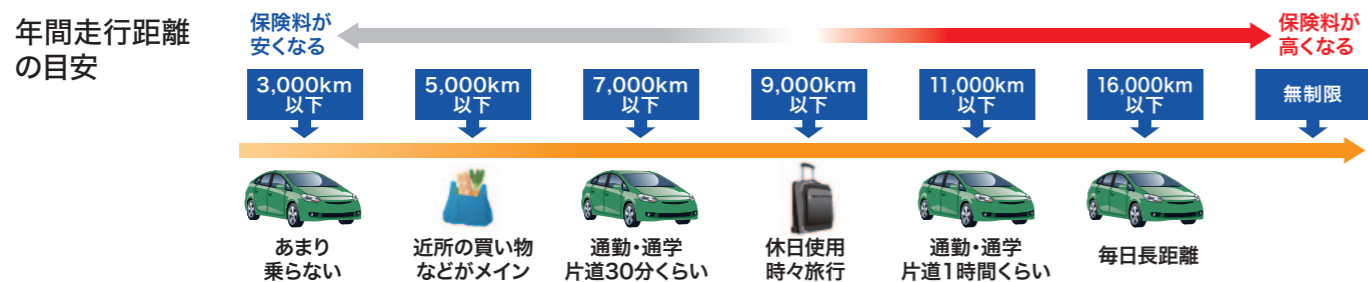 年間走行距離
の目安
保険料が
安くなる
保険料が
高くなる
3,000km
以下
5,000km
以下
7,000km
以下
9,000km
以下
11,000km
以下
16,000km
以下
無制限
あまり
乗らない
近所の買い物
などがメイン
通勤・通学
片道30分くらい
休日使用
時々旅行
通勤・通学
片道1時間くらい
毎日長距離